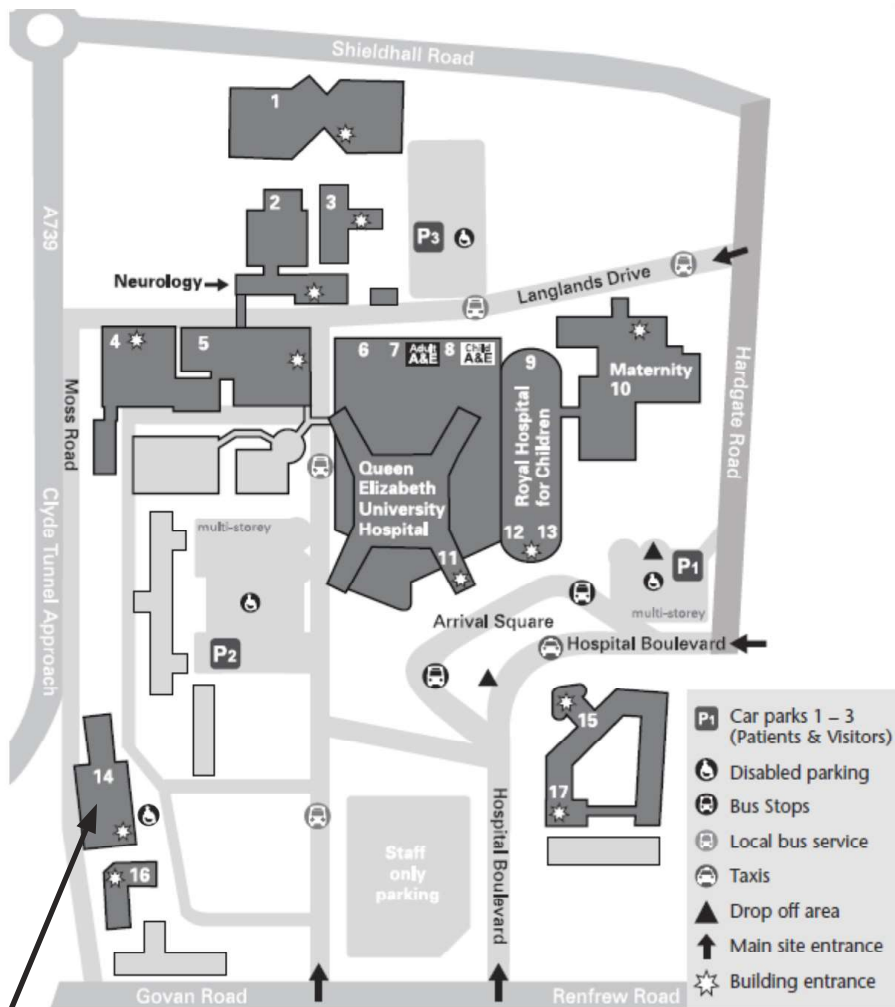 Shieldhall Road
A739
1
2
3
P3
Neurology
Langlands Drive
4
5
6
7
Adult
A&E
8
Child
A&E
9
Maternity
10
Hardgate Road
Moss Road
Royal Hospital
for Children
Queen
Elizabeth
University
Hospital
11
12
13
Clyde Tunnel Approach
multi-storey
P2
P1
multi-storey
Arrival Square
Hospital Boulevard
14
15
16
17
Hospital Boulevard
Staff
only
parking
Govan Road
Renfrew Road
P1 Car parks 1 – 3
(Patients & Visitors)
Disabled parking
Bus Stops
Local bus service
Taxis
Drop off area
Main site entrance
Building entrance